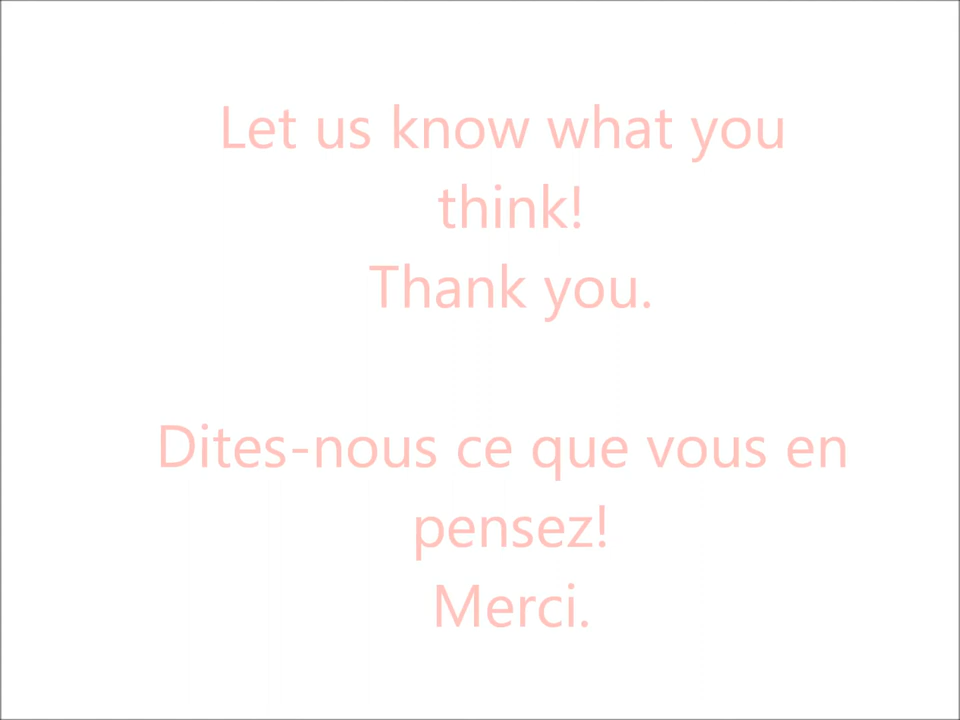 Let us know what you
think!
Thank you.
Dites-nous ce que vous en
pensez!
Merci.